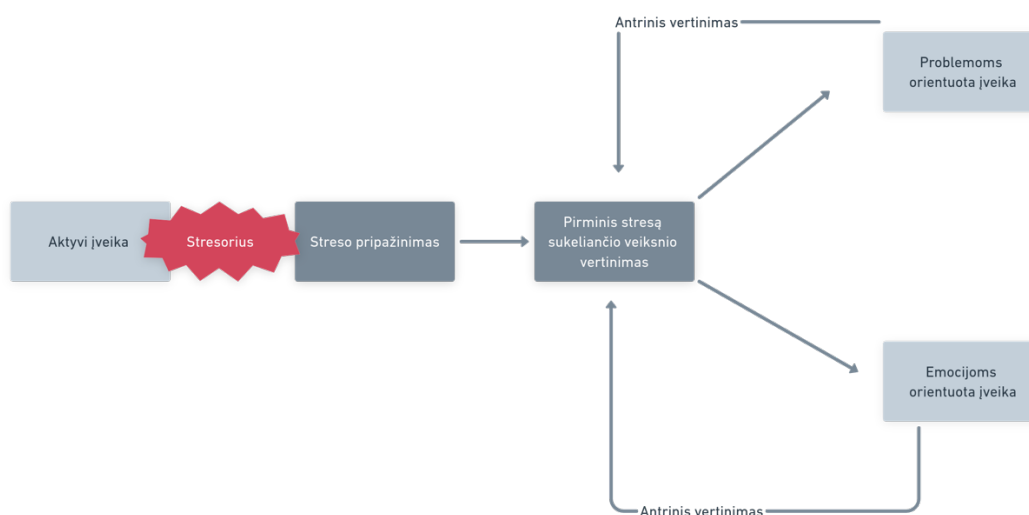 Antrinis vertinimas
Problemoms
orientuota įveika
Aktyvi įveika
Stresorius
Streso pripažinimas
Pirminis stresą
sukeliančio veiksnio
vertinimas
Emocijoms
orientuota įveika
Antrinis vertinimas